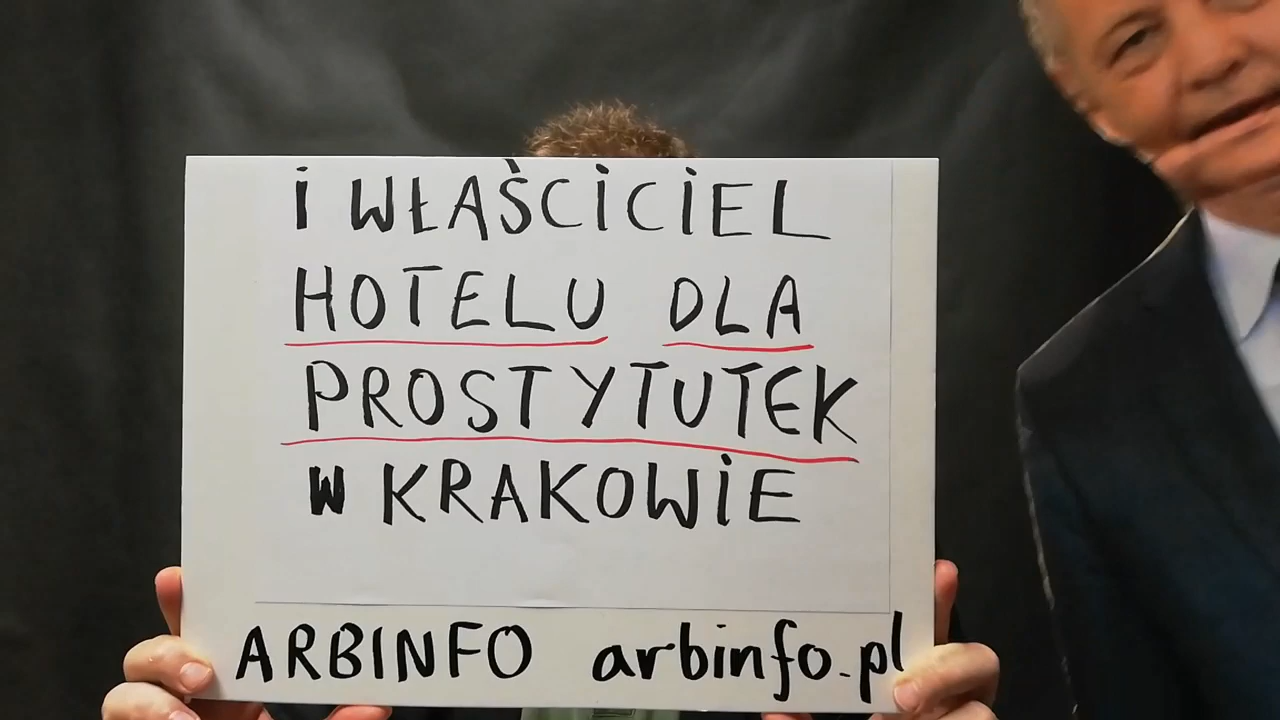 i WŁAŚCiCiEL
HOTELU DLA
PROSTYTUTEK
W KRAKOWiE
ARBINFO arbinfo.pl